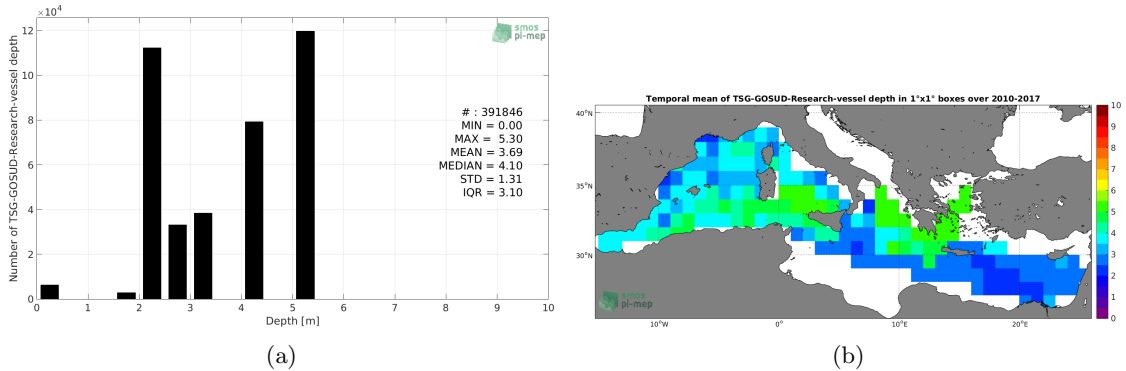 ×10⁴
12
10
8
6
4
2
0
Number of TSG-GOSUD-Research-vessel depth
0 1 2 3 4 5 6 7 8 9 10
Depth [m]
smos
pi-mep
# : 391846
MIN = 0.00
MAX = 5.30
MEAN = 3.69
MEDIAN = 4.10
STD = 1.31
IQR = 3.10
(a)
Temporal mean of TSG-GOSUD-Research-vessel depth in 1°x1° boxes over 2010-2017
40°N
35°N
30°N
10°W 0° 10°E 20°E
smos
pi-mep
10
9
8
7
6
5
4
3
2
1
0
(b)